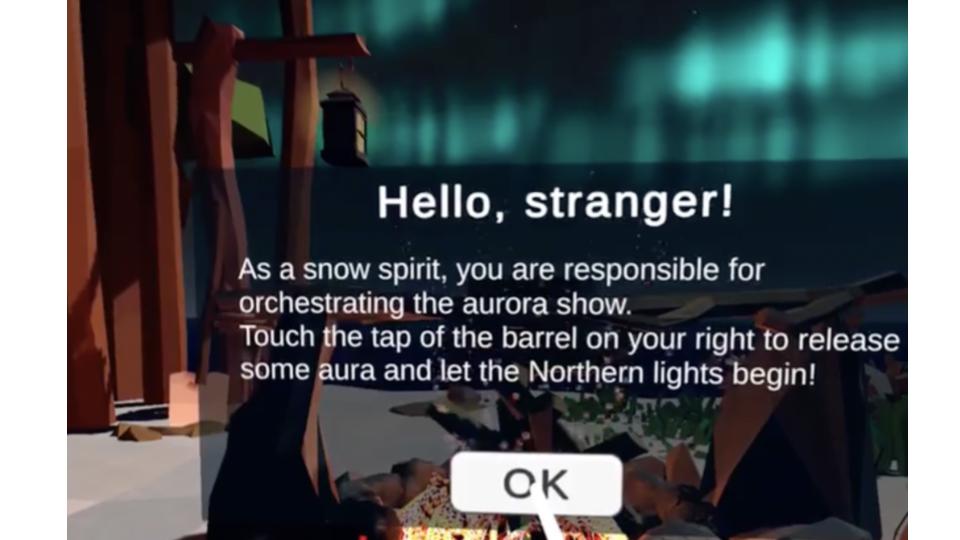 Hello, stranger!
As a snow spirit, you are responsible for
orchestrating the aurora show.
Touch the tap of the barrel on your right to release
some aura and let the Northern lights begin!
OK